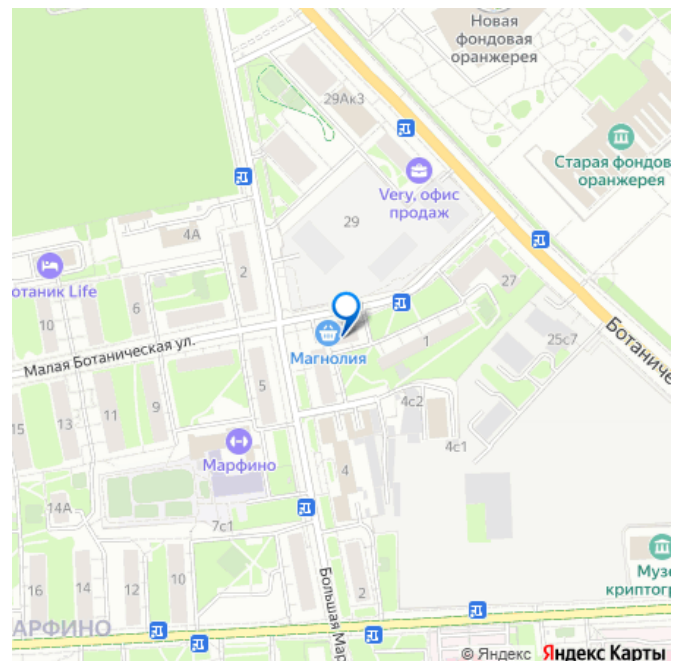 Новая
фондовая
оранжерея
29Ак3
Старая фондов
оранжерея
Very, офис
продаж
29
4А
2
27
отаник Life
10
6
Магнолия
1
25с7
Ботаниче
Малая Ботаническая ул.
5
9
11
13
15
4с2
4с1
Марфино
4
14А
7с1
16
14
12
10
2
Большая Мар
Музе
криптогр
АРФИНО
© Яндекс Яндекс Карты